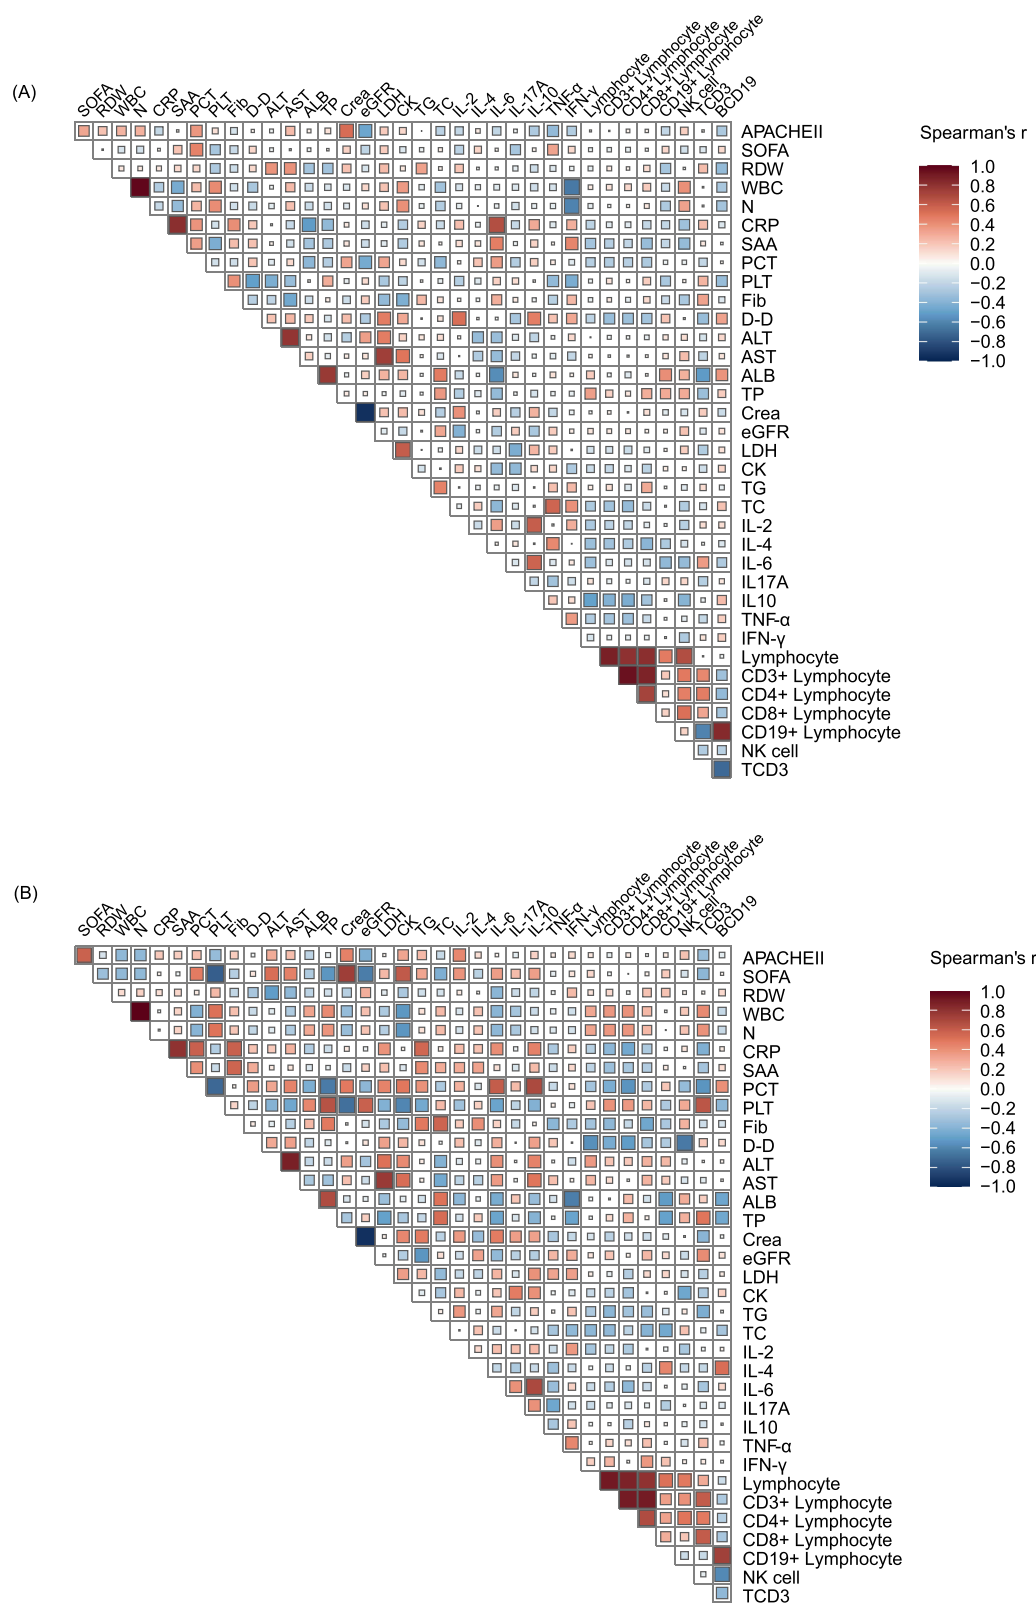 (A)
SOFA
RDW
WBC
N
CRP
SAA
PCT
PLT
Fib
D-D
ALT
AST
ALB
TP
Crea
eGFR
LDH
CK
TG
TC
IL-2
IL-4
IL-6
IL-17A
IL-10
TNF-α
IFN-γ
Lymphocyte
CD3+ Lymphocyte
CD4+ Lymphocyte
CD8+ Lymphocyte
CD19+ Lymphocyte
NK cell
TCD3
BCD19
APACHEII
SOFA
RDW
WBC
N
CRP
SAA
PCT
PLT
Fib
D-D
ALT
AST
ALB
TP
Crea
eGFR
LDH
CK
TG
TC
IL-2
IL-4
IL-6
IL17A
IL10
TNF-α
IFN-γ
Lymphocyte
CD3+ Lymphocyte
CD4+ Lymphocyte
CD8+ Lymphocyte
CD19+ Lymphocyte
NK cell
TCD3
Spearman's r
1.0
0.8
0.6
0.4
0.2
0.0
−0.2
−0.4
−0.6
−0.8
−1.0
(B)
SOFA
RDW
WBC
N
CRP
SAA
PCT
PLT
Fib
D-D
ALT
AST
ALB
TP
Crea
eGFR
LDH
CK
TG
TC
IL-2
IL-4
IL-6
IL-17A
IL-10
TNF-α
IFN-γ
Lymphocyte
CD3+ Lymphocyte
CD4+ Lymphocyte
CD8+ Lymphocyte
CD19+ Lymphocyte
NK cell
TCD3
BCD19
APACHEII
SOFA
RDW
WBC
N
CRP
SAA
PCT
PLT
Fib
D-D
ALT
AST
ALB
TP
Crea
eGFR
LDH
CK
TG
TC
IL-2
IL-4
IL-6
IL17A
IL10
TNF-α
IFN-γ
Lymphocyte
CD3+ Lymphocyte
CD4+ Lymphocyte
CD8+ Lymphocyte
CD19+ Lymphocyte
NK cell
TCD3
Spearman's r
1.0
0.8
0.6
0.4
0.2
0.0
−0.2
−0.4
−0.6
−0.8
−1.0